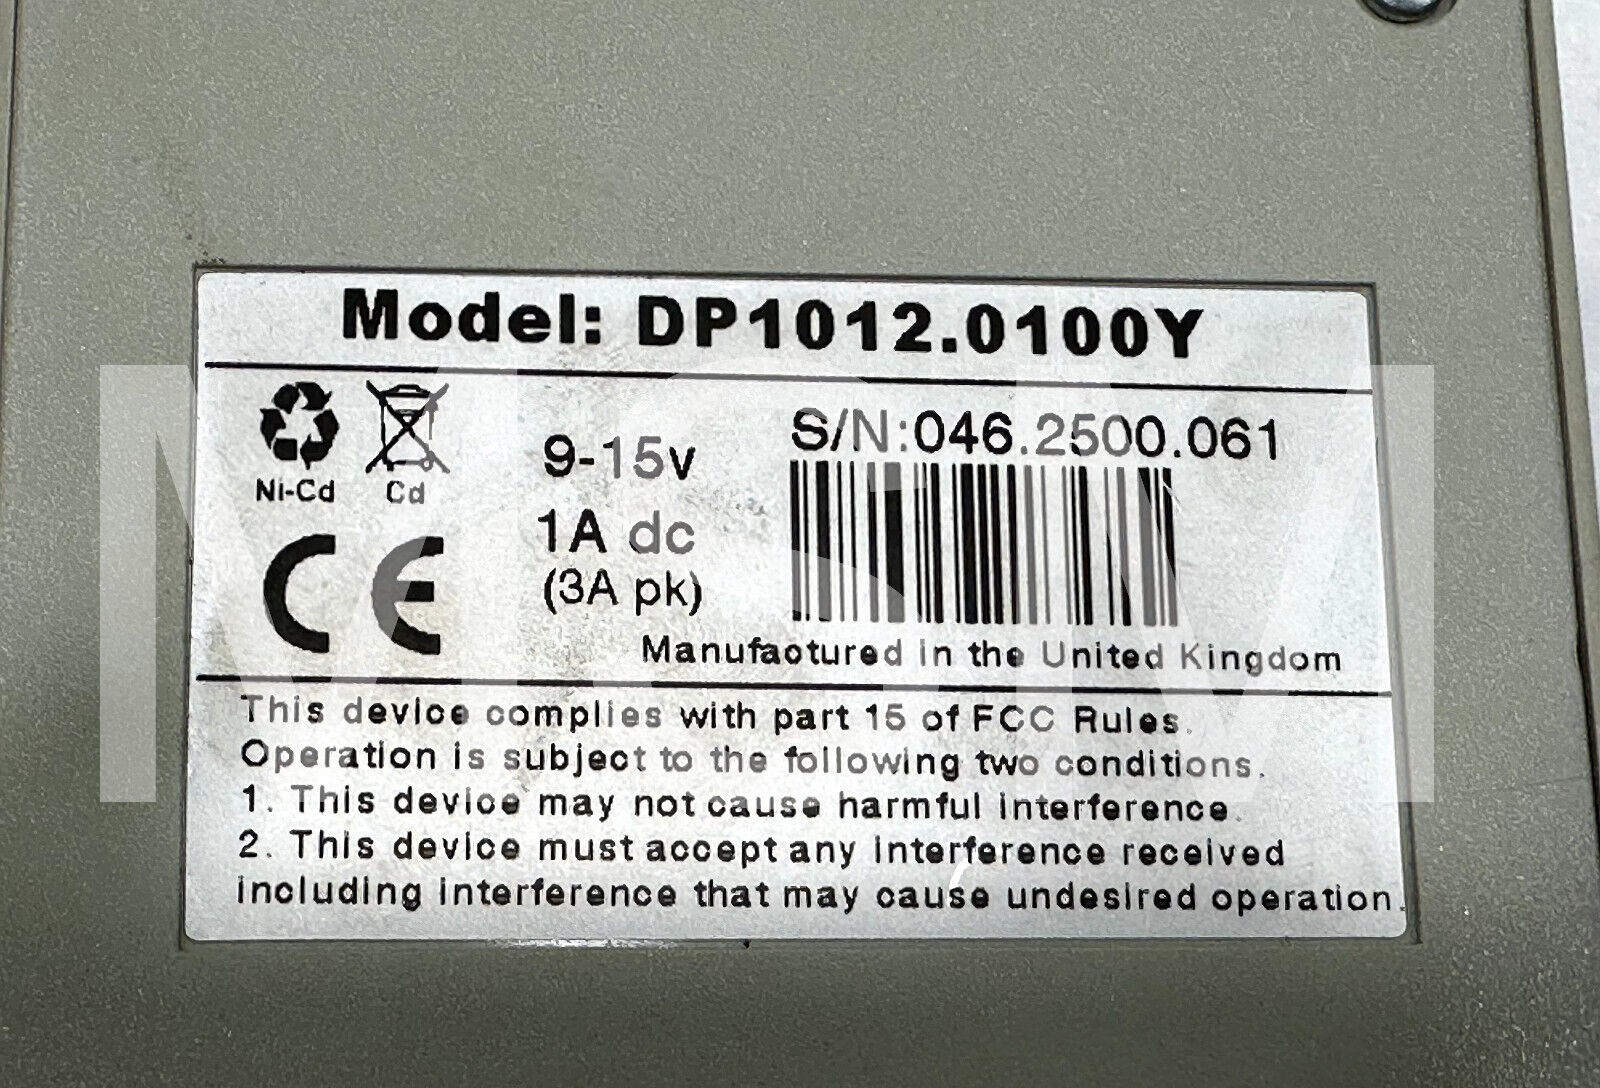 Model: DP1012.0100Y
Ni-Cd
Cd
9-15v
1A dc
(3A pk)
S/N:046.2500.061
CE
Manufactured in the United Kingdom
This device complies with part 15 of FCC Rules.
Operation is subject to the following two conditions.
1. This device may not cause harmful interference.
2. This device must accept any interference received
including interference that may cause undesired operation.